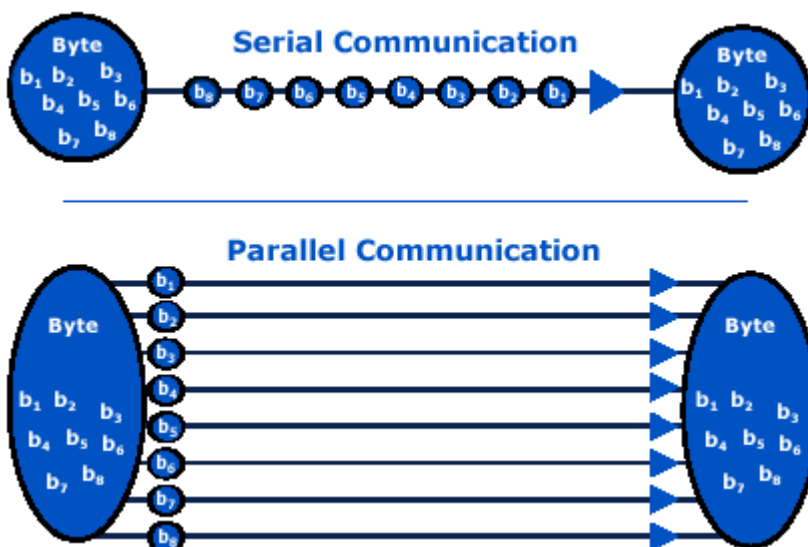 Serial Communication
Byte
b₁ b₂ b₃
b₄ b₅ b₆
b₇ b₈
b₈ b₇ b₆ b₅ b₄ b₃ b₂ b₁
Byte
b₁ b₂ b₃
b₄ b₅ b₆
b₇ b₈
Parallel Communication
Byte
b₁ b₂ b₃
b₄ b₅ b₆
b₇ b₈
b₁
b₂
b₃
b₄
b₅
b₆
b₇
b₈
Byte
b₁ b₂ b₃
b₄ b₅ b₆
b₇ b₈